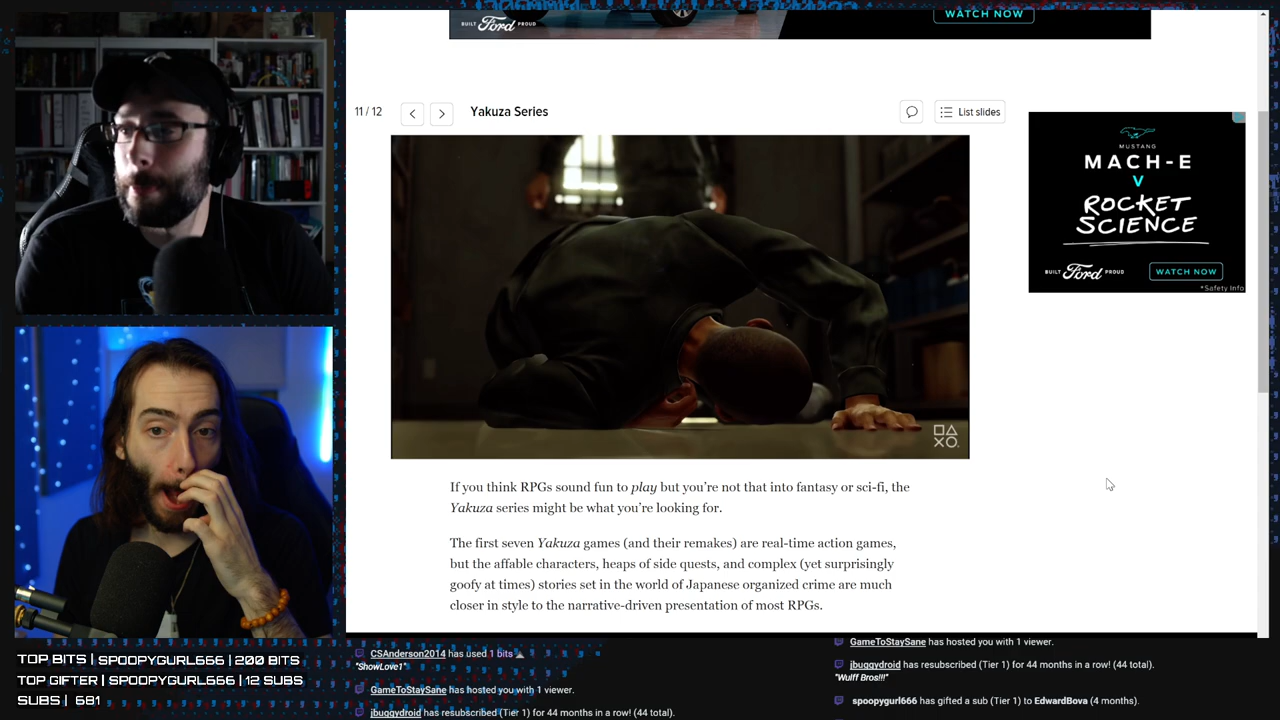 BUILT Ford PROUD
WATCH NOW
11 / 12
Yakuza Series
List slides
MUSTANG
MACH-E
V
ROCKET
SCIENCE
BUILT Ford PROUD
WATCH NOW
*Safety Info
If you think RPGs sound fun to play but you're not that into fantasy or sci-fi, the
Yakuza series might be what you're looking for.
The first seven Yakuza games (and their remakes) are real-time action games,
but the affable characters, heaps of side quests, and complex (yet surprisingly
goofy at times) stories set in the world of Japanese organized crime are much
closer in style to the narrative-driven presentation of most RPGs.
TOP BITS | SPOOPYGURL666 | 200 BITS
TOP GIFTER | SPOOPYGURL666 | 12 SUBS
SUBS | 691
CSAnderson2014 has used 1 bits
"ShowLove1"
GameToStaySane has hosted you with 1 viewer.
jbuggydroid has resubscribed (Tier 1) for 44 months in a row! (44 total).
GameToStaySane has hosted you with 1 viewer.
jbuggydroid has resubscribed (Tier 1) for 44 months in a row! (44 total).
"Wulff Bros!!!"
spoopygurl666 has gifted a sub (Tier 1) to EdwardBova (4 months).